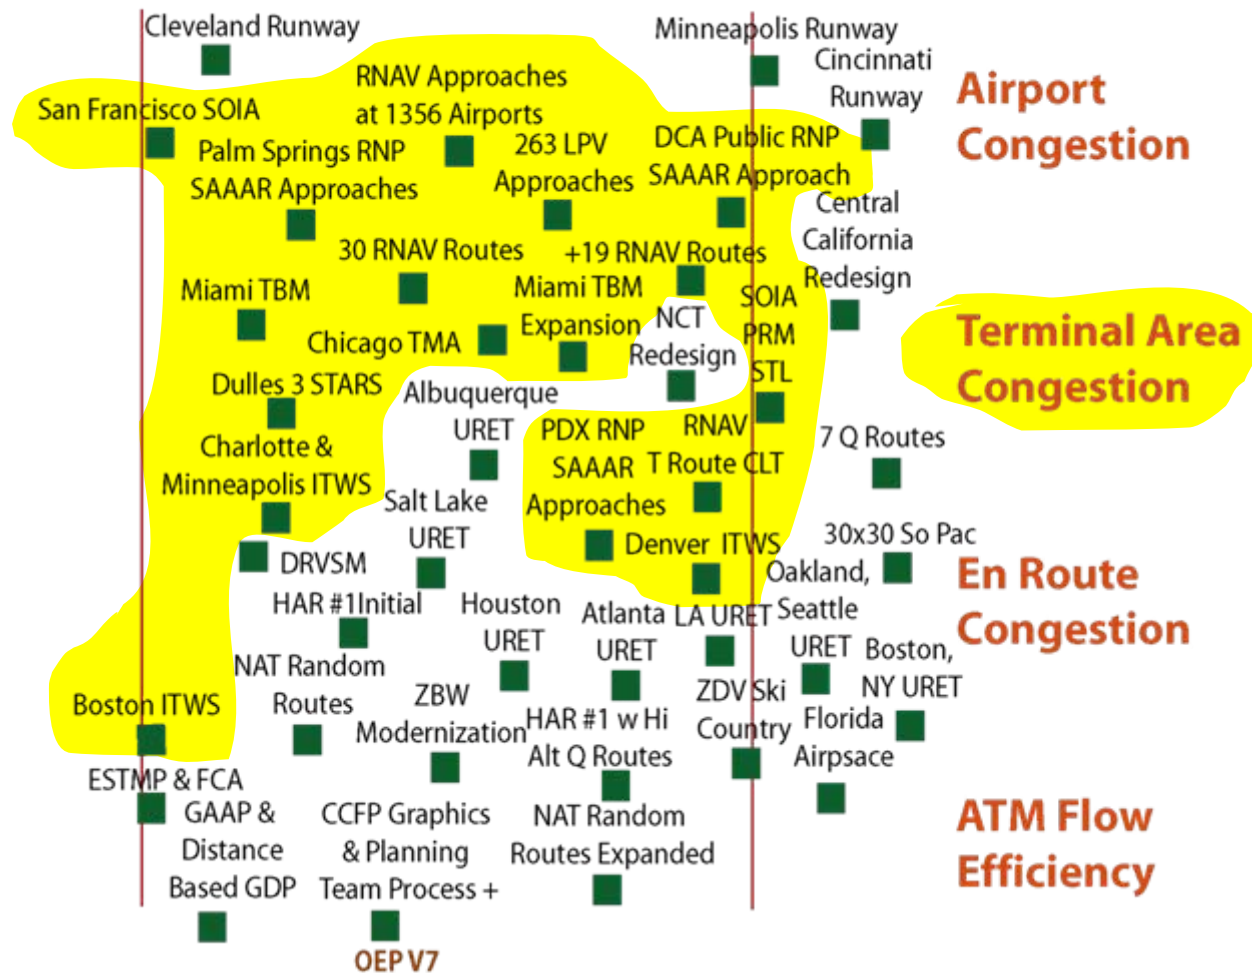 Cleveland Runway
Minneapolis Runway
Cincinnati
Runway
Airport
Congestion
San Francisco SOIA
RNAV Approaches
at 1356 Airports
Palm Springs RNP
SAAAR Approaches
263 LPV
Approaches
DCA Public RNP
SAAAR Approach
Central
California
Redesign
30 RNAV Routes
+19 RNAV Routes
Miami TBM
Miami TBM
Expansion
SOIA
PRM
STL
NCT
Redesign
Chicago TMA
Terminal Area
Congestion
Dulles 3 STARS
Albuquerque
URET
Charlotte &
Minneapolis ITWS
PDX RNP
SAAAR
Approaches
RNAV
T Route CLT
7 Q Routes
Salt Lake
URET
Denver ITWS
30x30 So Pac
DRVSM
En Route
Congestion
HAR #1Initial
Houston
URET
Atlanta
URET
LA URET
Oakland,
Seattle
URET
Boston,
NY URET
NAT Random
Routes
Boston ITWS
ZBW
Modernization
HAR #1 w Hi
Alt Q Routes
ZDV Ski
Country
Florida
Airpsace
ESTMP & FCA
GAAP &
Distance
Based GDP
CCFP Graphics
& Planning
Team Process +
NAT Random
Routes Expanded
ATM Flow
Efficiency
OEP V7